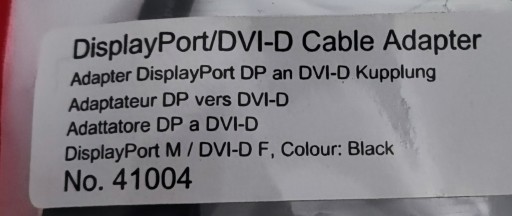 DisplayPort/DVI-D Cable Adapter
Adapter DisplayPort DP an DVI-D Kupplung
Adaptateur DP vers DVI-D
Adattatore DP a DVI-D
DisplayPort M / DVI-D F, Colour: Black
No. 41004